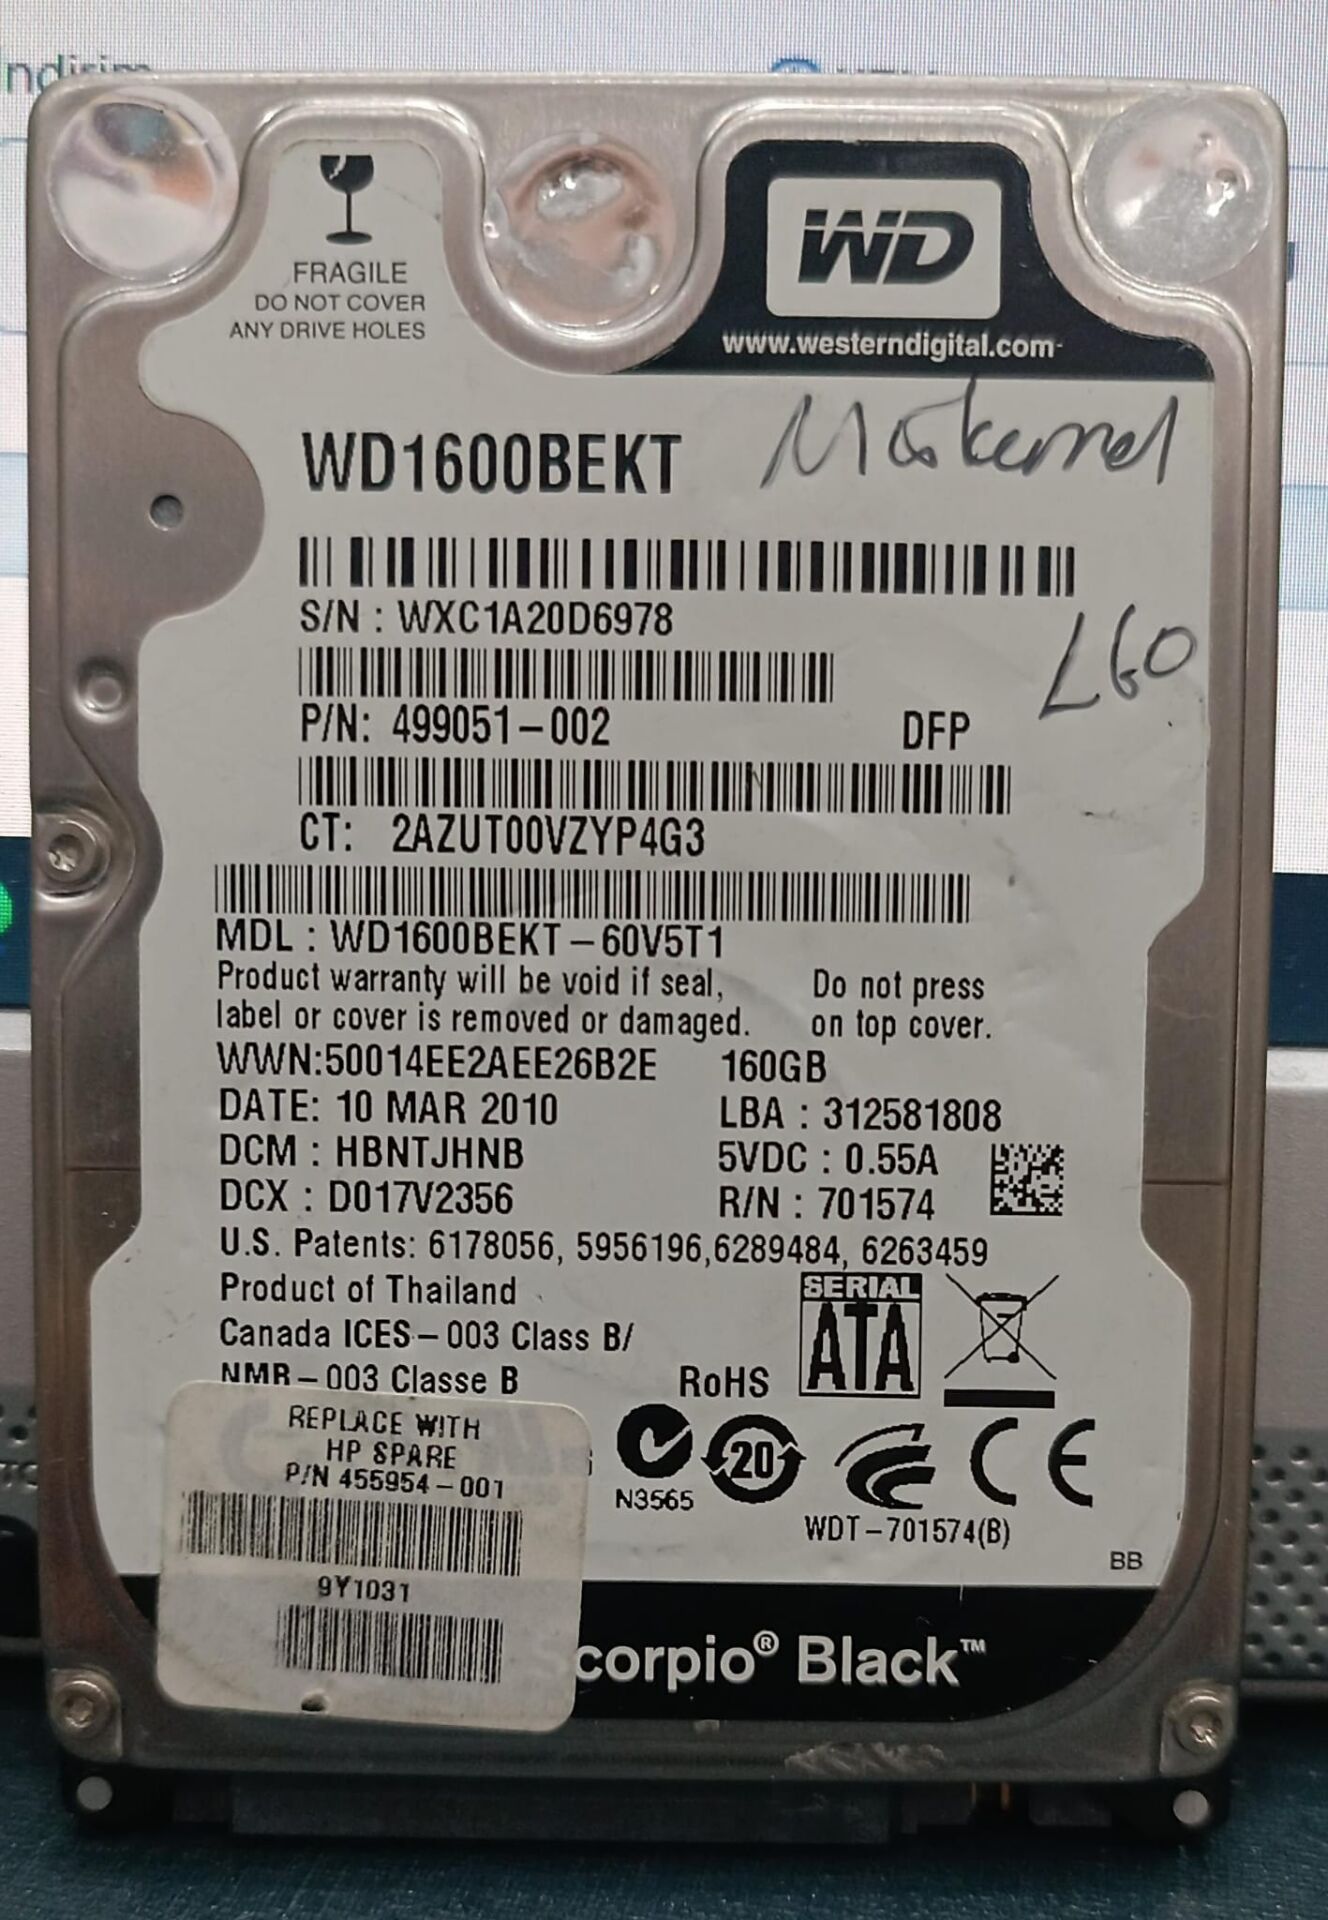 ndirim
FRAGILE
DO NOT COVER
ANY DRIVE HOLES
WD
www.westerndigital.com
WD1600BEKT
S/N : WXC1A20D6978
L60
P/N: 499051-002 DFP
CT: 2AZUT00VZYP4G3
MDL : WD1600BEKT-60V5T1
Product warranty will be void if seal,
label or cover is removed or damaged.
Do not press
on top cover.
WWN:50014EE2AEE26B2E 160GB
DATE: 10 MAR 2010 LBA : 312581808
DCM : HBNTJHNB 5VDC : 0.55A
DCX : D017V2356 R/N : 701574
U.S. Patents: 6178056, 5956196,6289484, 6263459
Product of Thailand
Canada ICES-003 Class B/
NMB-003 Classe B
RoHS
SERIAL
ATA
REPLACE WITH
HP SPARE
P/N 455954-001
9Y1031
N3565
20
CE
WDT-701574(B)
BB
corpio® Black™